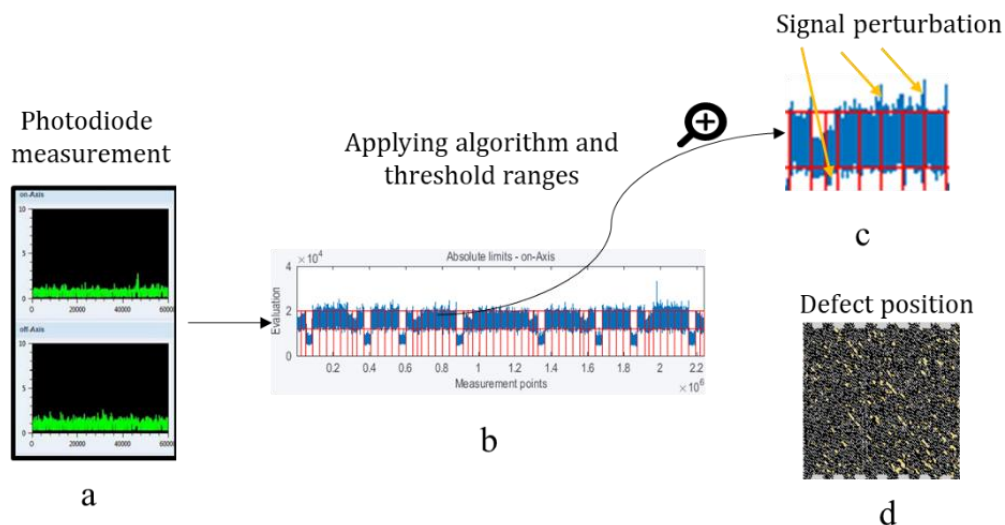 Signal perturbation
Photodiode
measurement
on-Axis
10
5
0
0 20000 40000 60000
off-Axis
10
5
0
0 20000 40000 60000
a
Applying algorithm and
threshold ranges
Absolute limits - on-Axis
×10⁴
4
2
0
Evaluation
0.2 0.4 0.6 0.8 1 1.2 1.4 1.6 1.8 2 2.2
Measurement points
×10⁶
b
c
Defect position
d